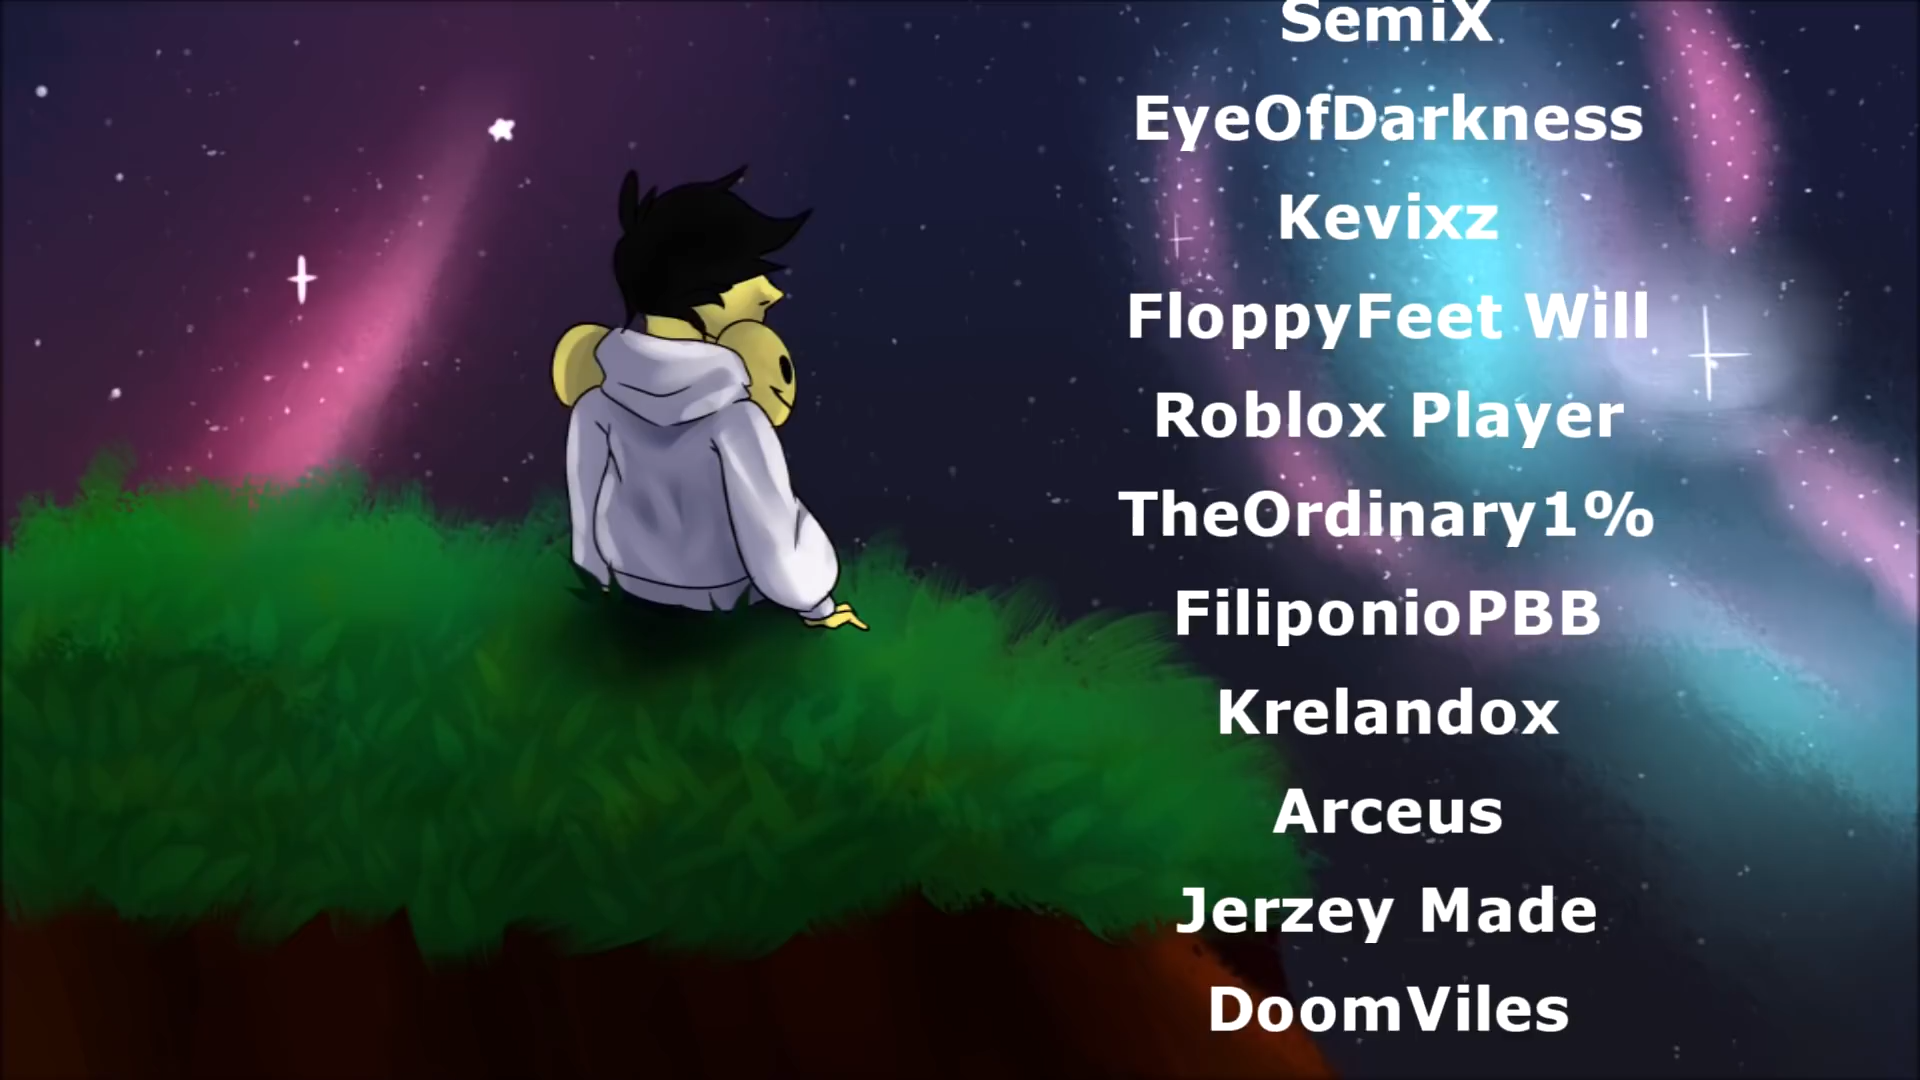 SemiX
EyeOfDarkness
Kevixz
FloppyFeet Will
Roblox Player
TheOrdinary1%
FiliponioPBB
Krelandox
Arceus
Jerzey Made
DoomViles